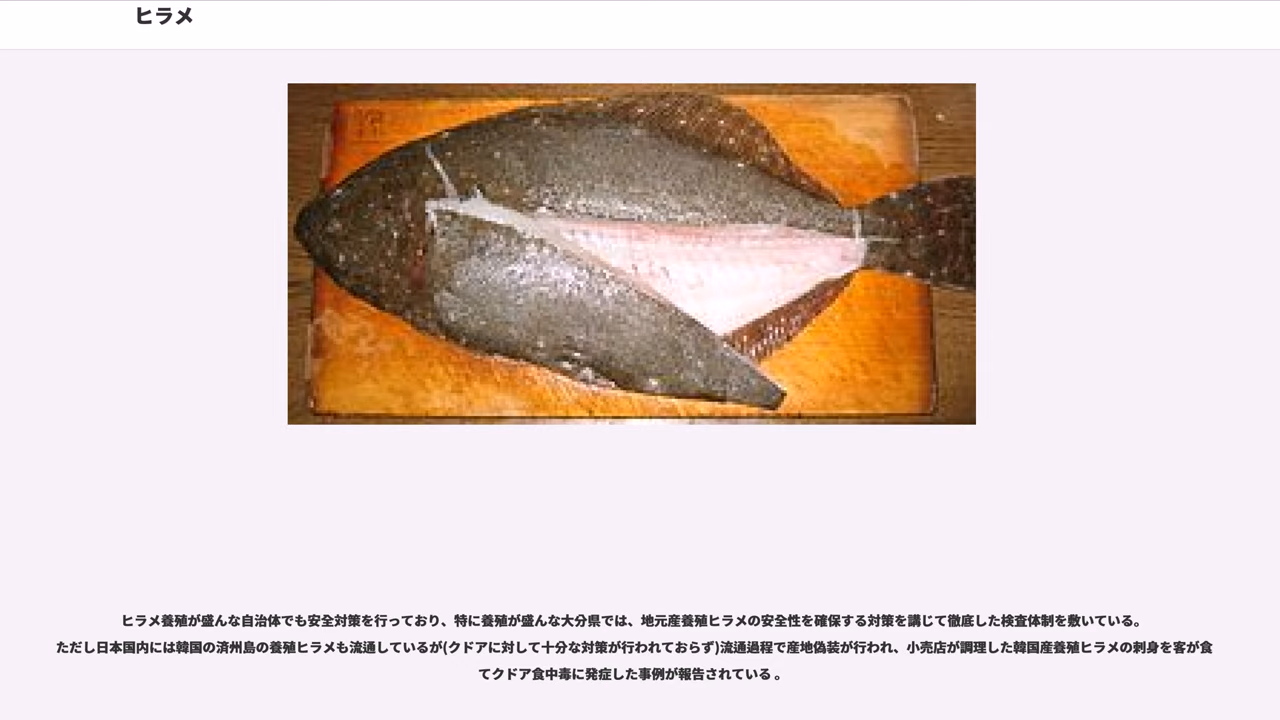 ヒラメ
ヒラメ養殖が盛んな自治体でも安全対策を行っており、特に養殖が盛んな大分県では、地元産養殖ヒラメの安全性を確保する対策を講じて徹底した検査体制を敷いている。
ただし日本国内には韓国の済州島の養殖ヒラメも流通しているが(クドアに対して十分な対策が行われておらず)流通過程で産地偽装が行われ、小売店が調理した韓国産養殖ヒラメの刺身を客が食
てクドア食中毒に発症した事例が報告されている 。